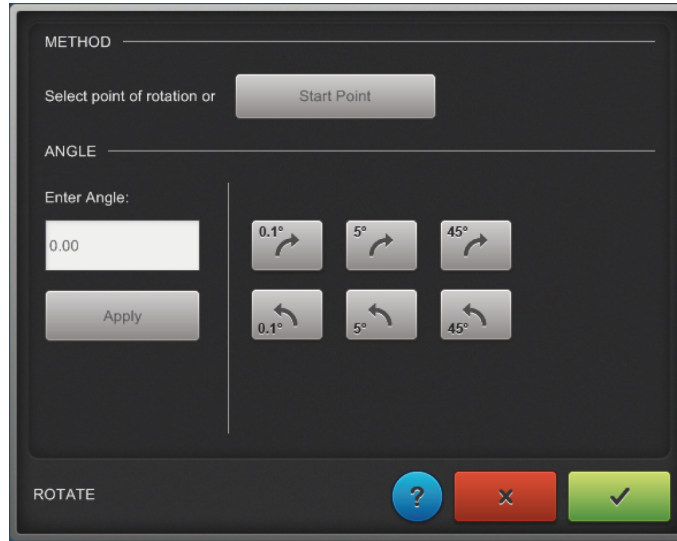 METHOD
Select point of rotation or
Start Point
ANGLE
Enter Angle:
0.00
Apply
0.1°
5°
45°
0.1°
5°
45°
ROTATE
?